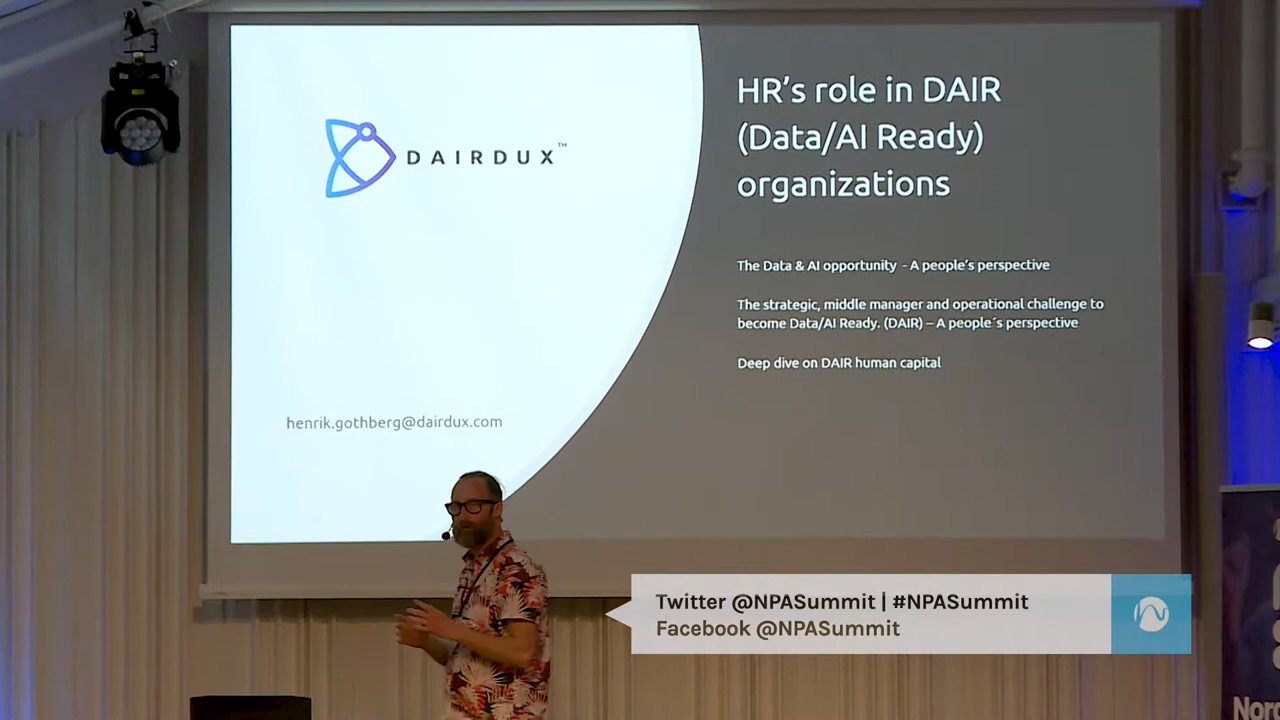 DAIRDUX™
henrik.gothberg@dairdux.com
HR's role in DAIR
(Data/AI Ready)
organizations
The Data & AI opportunity - A people's perspective
The strategic, middle manager and operational challenge to
become Data/AI Ready. (DAIR) – A people´s perspective
Deep dive on DAIR human capital
Twitter @NPASummit | #NPASummit
Facebook @NPASummit